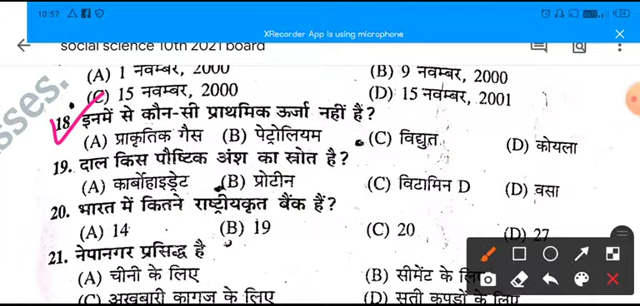 10:57
XRecorder App is using microphone
social science 10th 2021 board
(A) 1 नवम्बर, 2000 (B) 9 नवम्बर, 2000
(C) 15 नवम्बर, 2000 (D) 15 नवम्बर, 2001
18. इनमें से कौन-सी प्राथमिक ऊर्जा नहीं हैं?
(A) प्राकृतिक गैस (B) पेट्रोलियम (C) विद्युत (D) कोयला
19. दाल किस पौष्टिक अंश का स्रोत है?
(A) कार्बोहाइड्रेट (B) प्रोटीन (C) विटामिन D (D) वसा
20. भारत में कितने राष्ट्रीयकृत बैंक हैं?
(A) 14 (B) 19 (C) 20 (D) 27
21. नेपानगर प्रसिद्ध है
(A) चीनी के लिए (B) सीमेंट के लिए
(C) अखबारी कागज के लिए (D) सूती कपड़ों के लिए